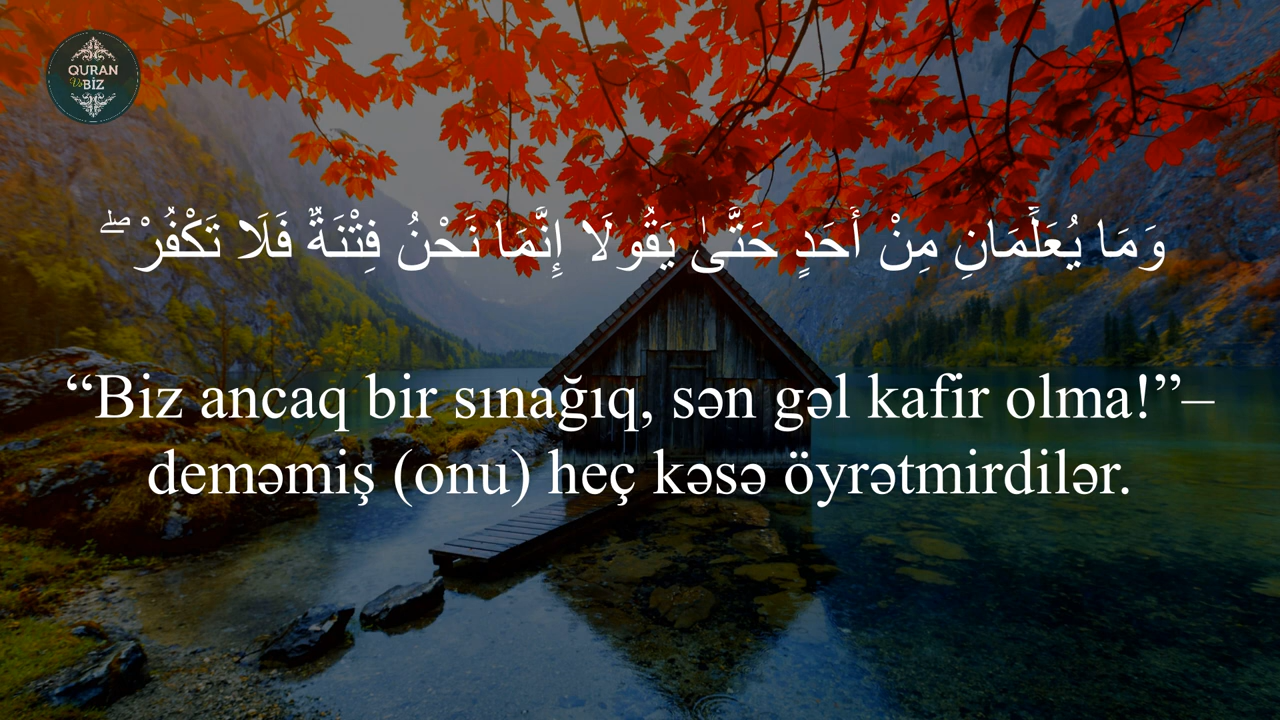 QURAN
Və BİZ
وَمَا يُعَلِّمَانِ مِنْ أَحَدٍ حَتَّىٰ يَقُولَا إِنَّمَا نَحْنُ فِتْنَةٌ فَلَا تَكْفُرْ ۖ
“Biz ancaq bir sınağıq, sən gəl kafir olma!”–
deməmiş (onu) heç kəsə öyrətmirdilər.